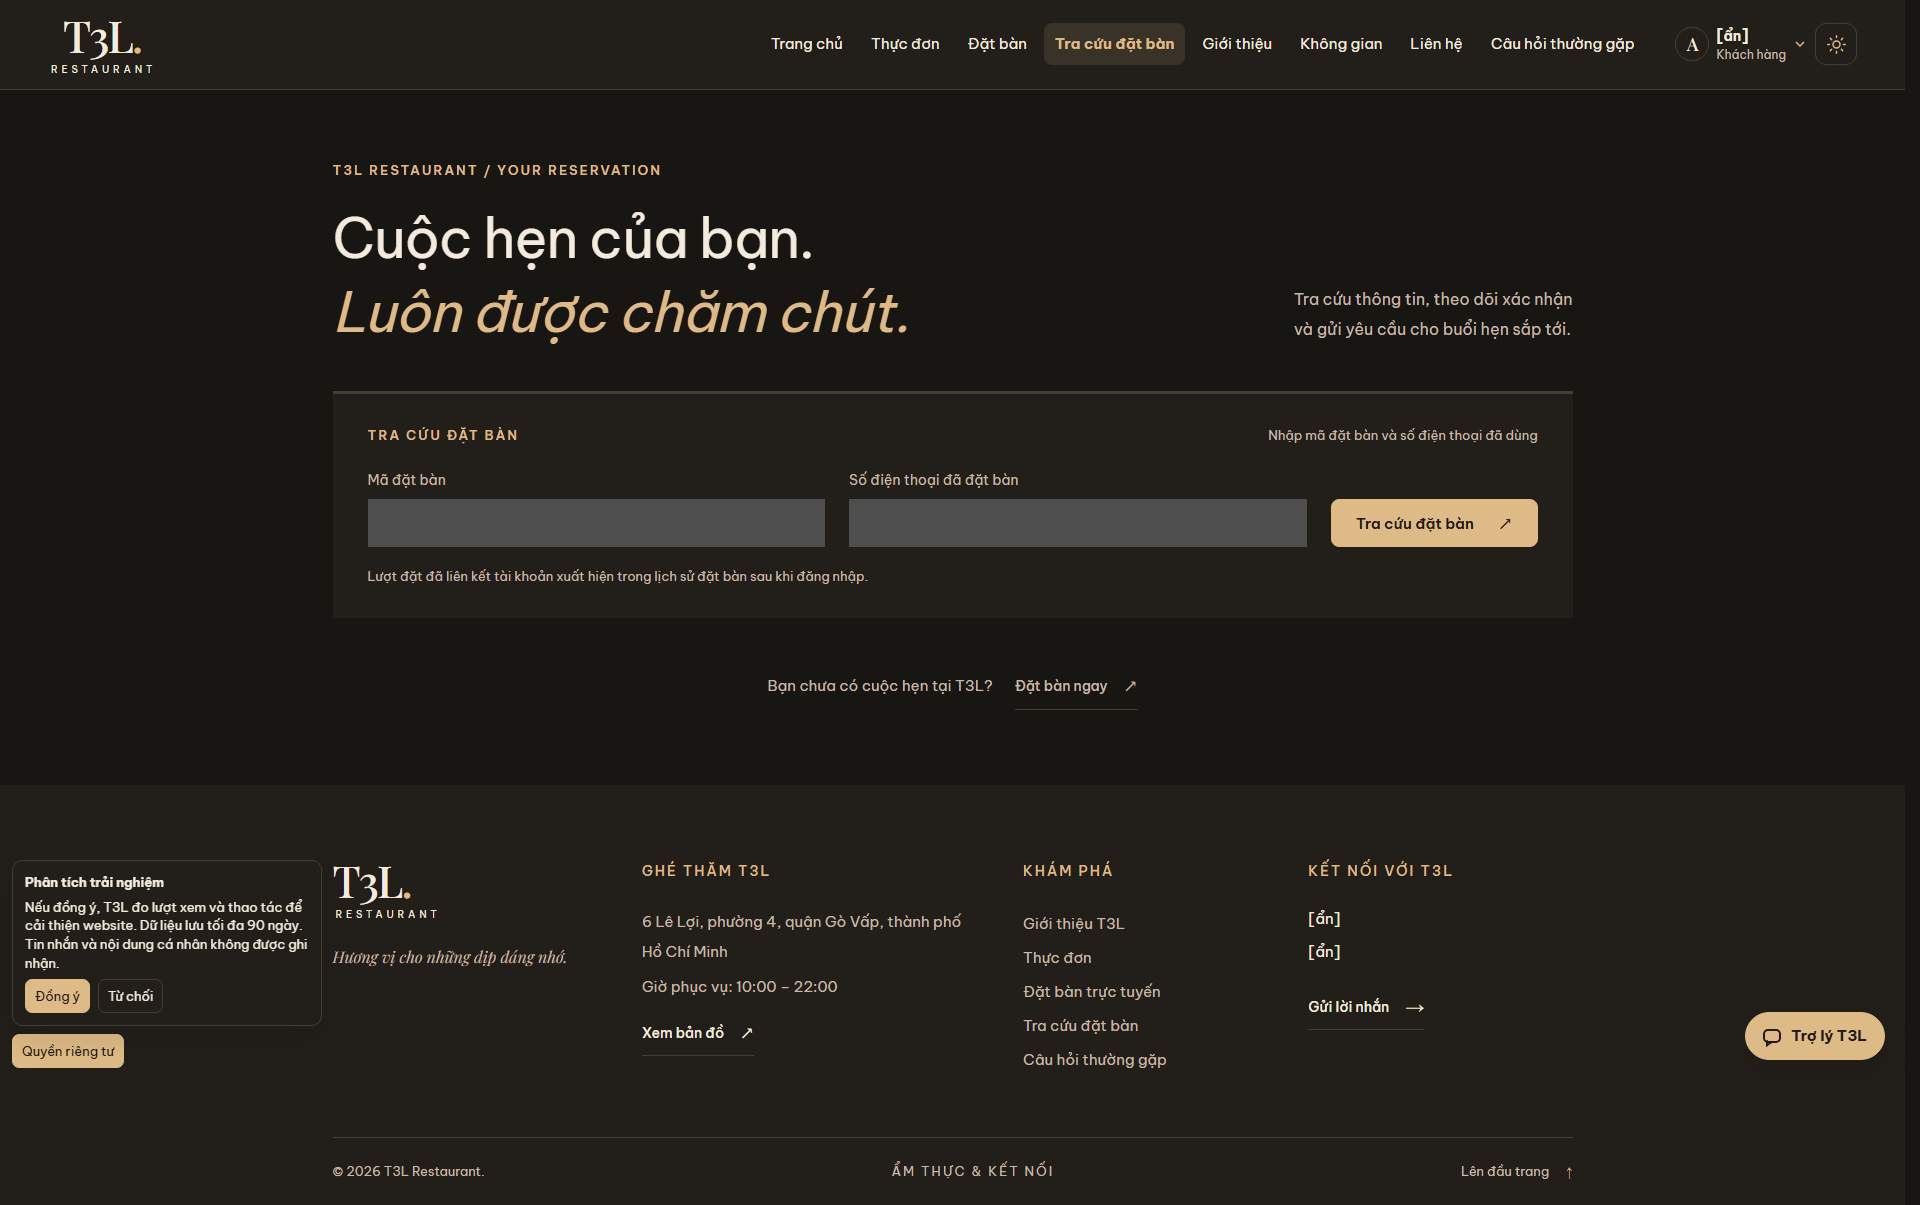 T3L.
RESTAURANT
Trang chủ
Thực đơn
Đặt bàn
Tra cứu đặt bàn
Giới thiệu
Không gian
Liên hệ
Câu hỏi thường gặp
A
[ẩn]
Khách hàng
T3L RESTAURANT / YOUR RESERVATION
Cuộc hẹn của bạn.
Luôn được chăm chút.
Tra cứu thông tin, theo dõi xác nhận
và gửi yêu cầu cho buổi hẹn sắp tới.
TRA CỨU ĐẶT BÀN
Nhập mã đặt bàn và số điện thoại đã dùng
Mã đặt bàn
Số điện thoại đã đặt bàn
Tra cứu đặt bàn ↗
Lượt đặt đã liên kết tài khoản xuất hiện trong lịch sử đặt bàn sau khi đăng nhập.
Bạn chưa có cuộc hẹn tại T3L?
Đặt bàn ngay ↗
Phân tích trải nghiệm
Nếu đồng ý, T3L đo lượt xem và thao tác để
cải thiện website. Dữ liệu lưu tối đa 90 ngày.
Tin nhắn và nội dung cá nhân không được ghi
nhận.
Đồng ý
Từ chối
Quyền riêng tư
T3L.
RESTAURANT
Hương vị cho những dịp đáng nhớ.
GHÉ THĂM T3L
6 Lê Lợi, phường 4, quận Gò Vấp, thành phố
Hồ Chí Minh
Giờ phục vụ: 10:00 – 22:00
Xem bản đồ ↗
KHÁM PHÁ
Giới thiệu T3L
Thực đơn
Đặt bàn trực tuyến
Tra cứu đặt bàn
Câu hỏi thường gặp
KẾT NỐI VỚI T3L
[ẩn]
[ẩn]
Gửi lời nhắn →
Trợ lý T3L
© 2026 T3L Restaurant.
ẨM THỰC & KẾT NỐI
Lên đầu trang ↑